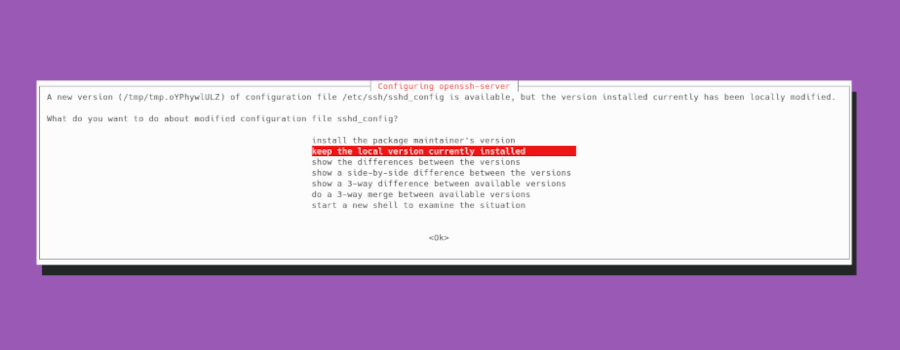 Configuring openssh-server
A new version (/tmp/tmp.oYPhywlULZ) of configuration file /etc/ssh/sshd_config is available, but the version installed currently has been locally modified.
What do you want to do about modified configuration file sshd_config?
install the package maintainer's version
keep the local version currently installed
show the differences between the versions
show a side-by-side difference between the versions
show a 3-way difference between available versions
do a 3-way merge between available versions
start a new shell to examine the situation
<Ok>